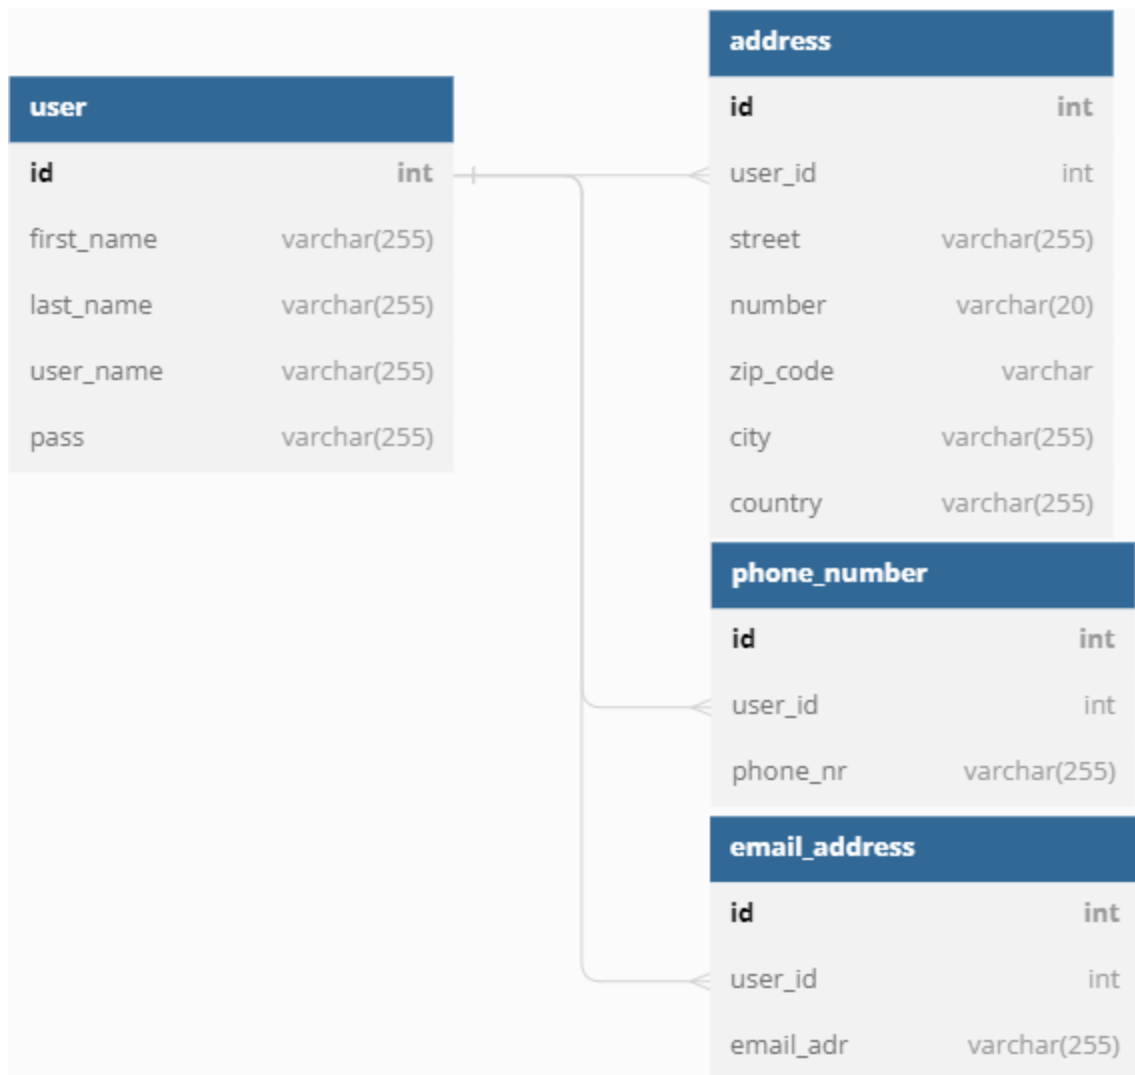 user
id int
first_name varchar(255)
last_name varchar(255)
user_name varchar(255)
pass varchar(255)
address
id int
user_id int
street varchar(255)
number varchar(20)
zip_code varchar
city varchar(255)
country varchar(255)
phone_number
id int
user_id int
phone_nr varchar(255)
email_address
id int
user_id int
email_adr varchar(255)